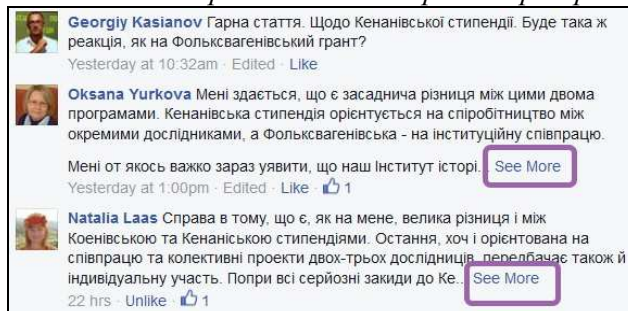 Georgiy Kasianov Гарна стаття. Щодо Кенанівської стипендії. Буде така ж
реакція, як на Фольксвагенівський грант?
Yesterday at 10:32am · Edited · Like
Oksana Yurkova Мені здається, що є засаднича різниця між цими двома
програмами. Кенанівська стипендія орієнтується на спіробітництво між
окремими дослідниками, а Фольксвагенівська - на інституційну співпрацю.
Мені от якось важко зараз уявити, що наш Інститут історі... See More
Yesterday at 1:00pm · Edited · Like · 1
Natalia Laas Справа в тому, що є, як на мене, велика різниця і між
Коенівською та Кенаніською стипендіями. Остання, хоч і орієнтована на
співпрацю та колективні проекти двох-трьох дослідників, передбачає також й
індивідуальну участь. Попри всі серйозні закиди до Ке... See More
22 hrs · Unlike · 1